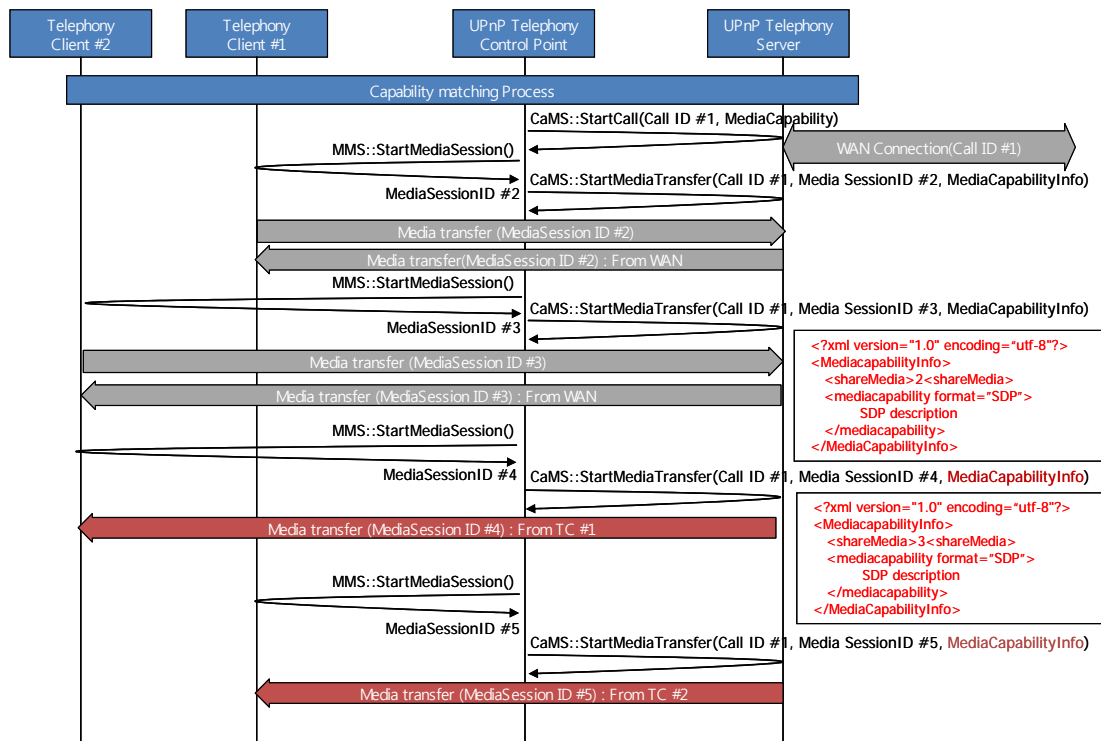 Telephony
Client #2
Telephony
Client #1
UPnP Telephony
Control Point
UPnP Telephony
Server
Capability matching Process
CaMS::StartCall(Call ID #1, MediaCapability)
WAN Connection(Call ID #1)
MMS::StartMediaSession()
MediaSessionID #2
CaMS::StartMediaTransfer(Call ID #1, Media SessionID #2, MediaCapabilityInfo)
Media transfer (MediaSession ID #2)
Media transfer(MediaSession ID #2) : From WAN
MMS::StartMediaSession()
MediaSessionID #3
CaMS::StartMediaTransfer(Call ID #1, Media SessionID #3, MediaCapabilityInfo)
Media transfer (MediaSession ID #3)
Media transfer (MediaSession ID #3) : From WAN
<?xml version="1.0" encoding="utf-8"?>
<MediacapabilityInfo>
<shareMedia>2<shareMedia>
<mediacapability format="SDP">
SDP description
</mediacapability>
</MediaCapabilityInfo>
MMS::StartMediaSession()
MediaSessionID #4
CaMS::StartMediaTransfer(Call ID #1, Media SessionID #4, MediaCapabilityInfo)
Media transfer (MediaSession ID #4) : From TC #1
<?xml version="1.0" encoding="utf-8"?>
<MediacapabilityInfo>
<shareMedia>3<shareMedia>
<mediacapability format="SDP">
SDP description
</mediacapability>
</MediaCapabilityInfo>
MMS::StartMediaSession()
MediaSessionID #5
CaMS::StartMediaTransfer(Call ID #1, Media SessionID #5, MediaCapabilityInfo)
Media transfer (MediaSession ID #5) : From TC #2